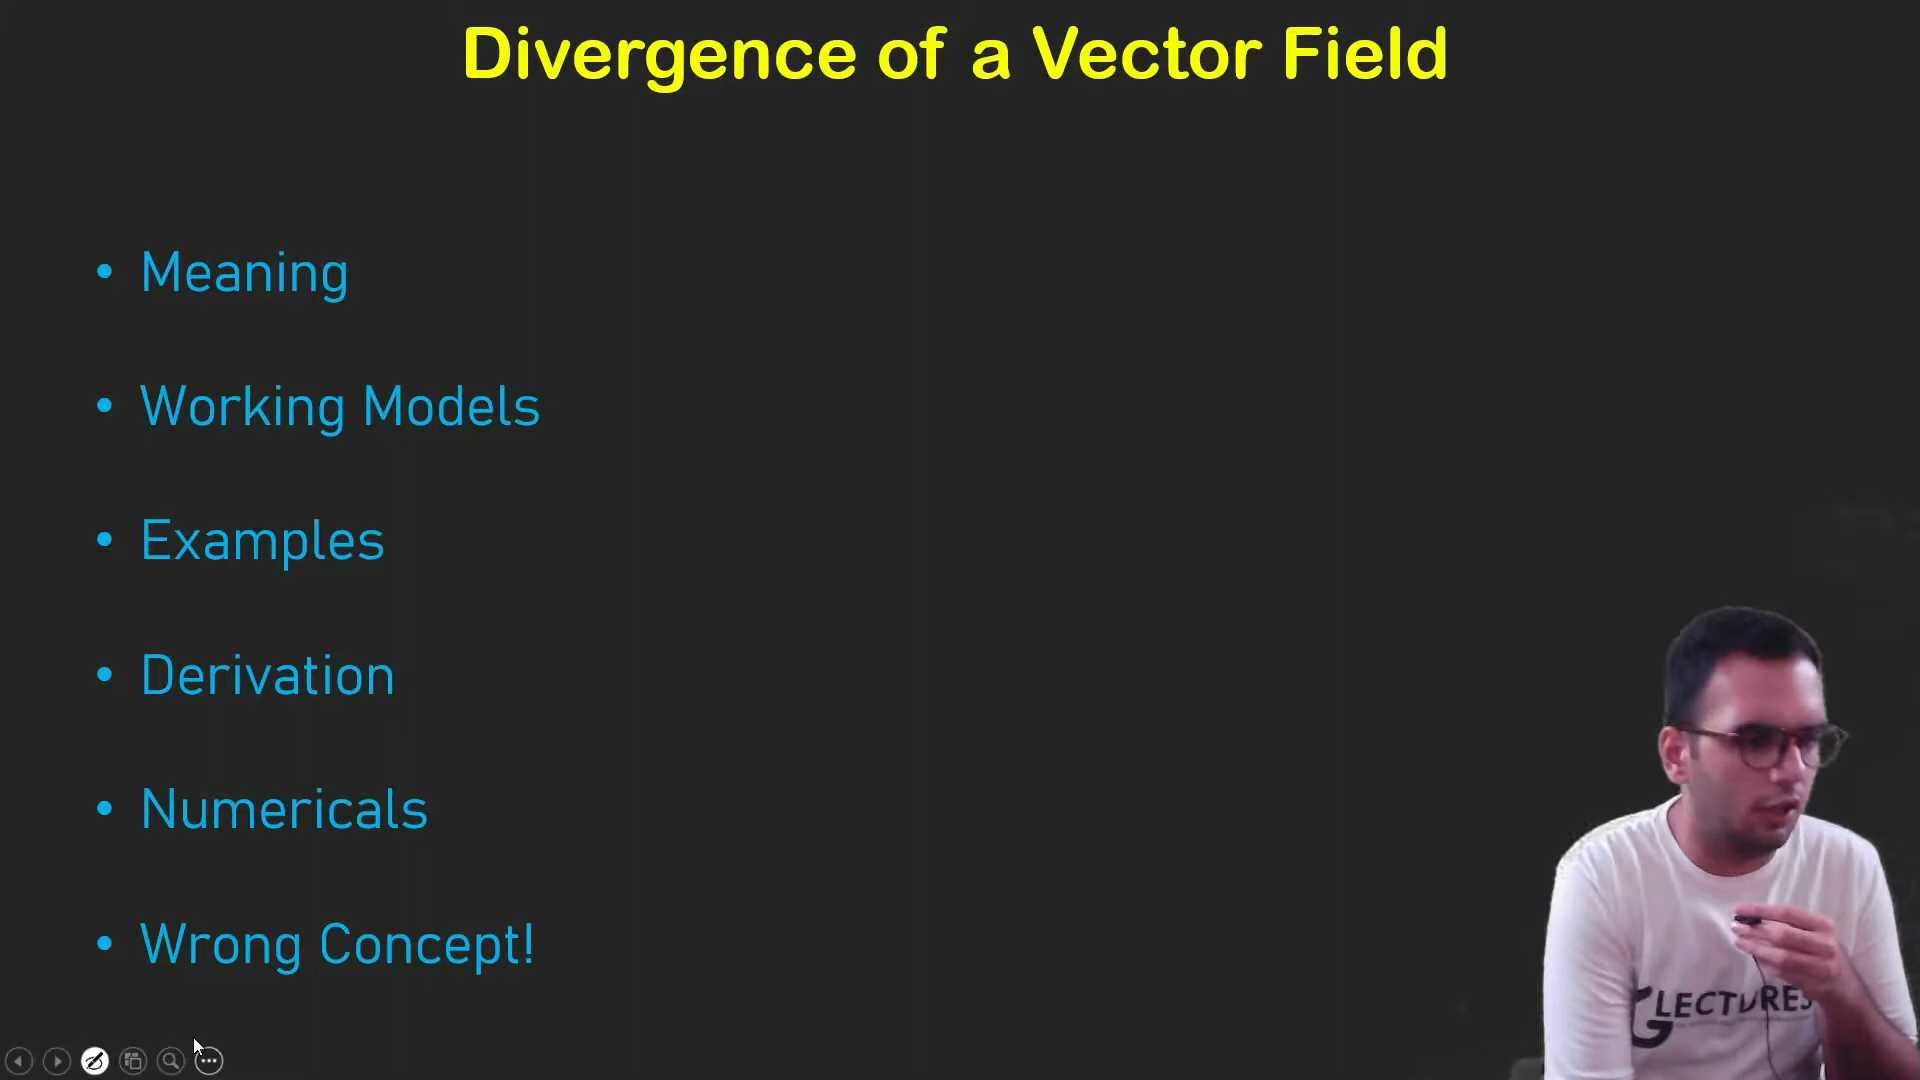 Divergence of a Vector Field
• Meaning
• Working Models
• Examples
• Derivation
• Numericals
• Wrong Concept!
G LECTURES